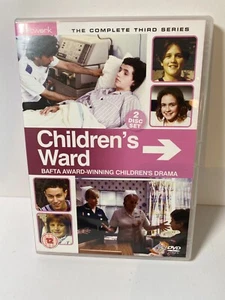 THE COMPLETE THIRD SERIES
2
DISC
SET
Children's
Ward
BAFTA AWARD-WINNING CHILDREN'S DRAMA
12
DVD